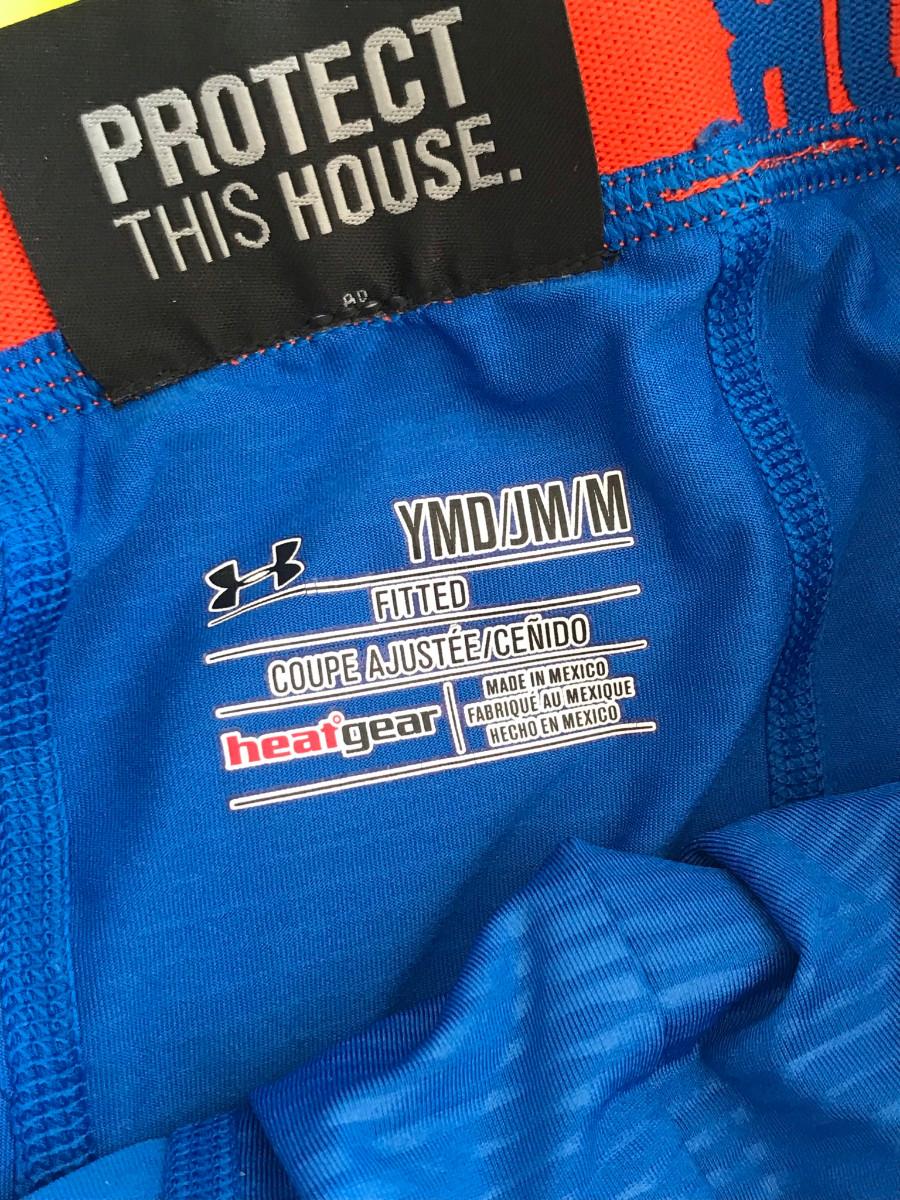 PROTECT
THIS HOUSE.
AD
YMD/JM/M
FITTED
COUPE AJUSTÉE/CEÑIDO
heatgear
MADE IN MEXICO
FABRIQUÉ AU MEXIQUE
HECHO EN MEXICO